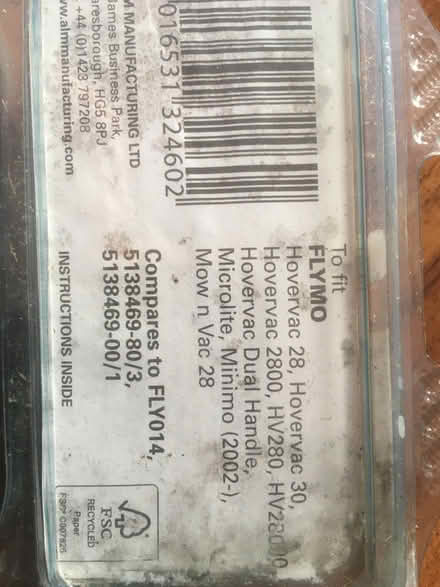 To fit
FLYMO
Hovervac 28, Hovervac 30,
Hovervac 2800, HV280,
Hovervac Dual Handle,
Microlite, Minimo (2002-),
Mow n Vac 28
Compares to FLY014,
5138469-80/3,
5138469-00/1
INSTRUCTIONS INSIDE
016531 324602
MANUFACTURING LTD
James Business Park,
aresborough, HG5 8PJ
+44 (0)1423 797208
w.almmanufacturing.com
FSC
RECYCLED
Paper